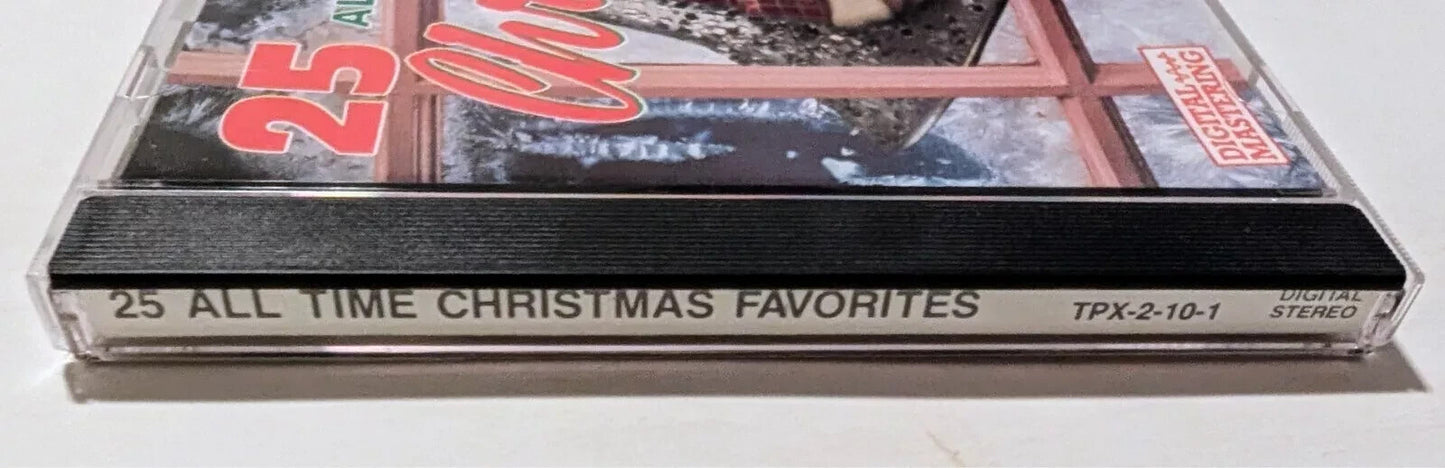 25
DIGITAL
MASTERING
25 ALL TIME CHRISTMAS FAVORITES
TPX-2-10-1
DIGITAL
STEREO